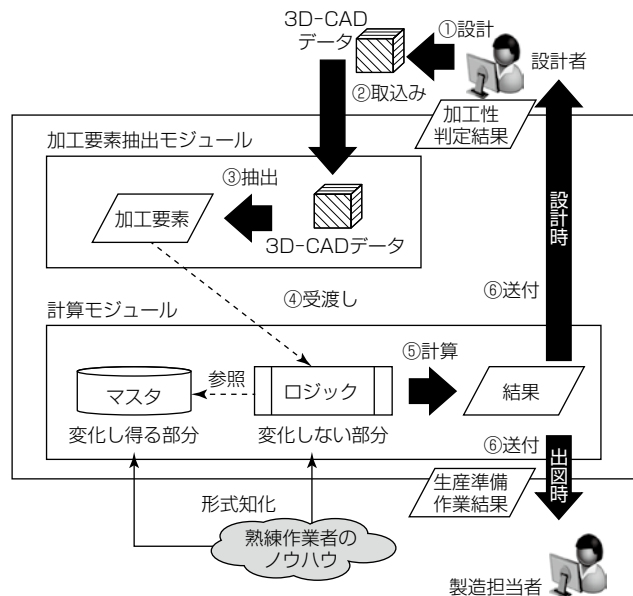 3D-CAD
データ
①設計
設計者
②取込み
加工性
判定結果
加工要素抽出モジュール
③抽出
加工要素
3D-CADデータ
設計時
④受渡し
⑥送付
計算モジュール
⑤計算
参照
マスタ
ロジック
結果
変化し得る部分
変化しない部分
⑥送付
出図時
生産準備
作業結果
形式知化
熟練作業者の
ノウハウ
製造担当者